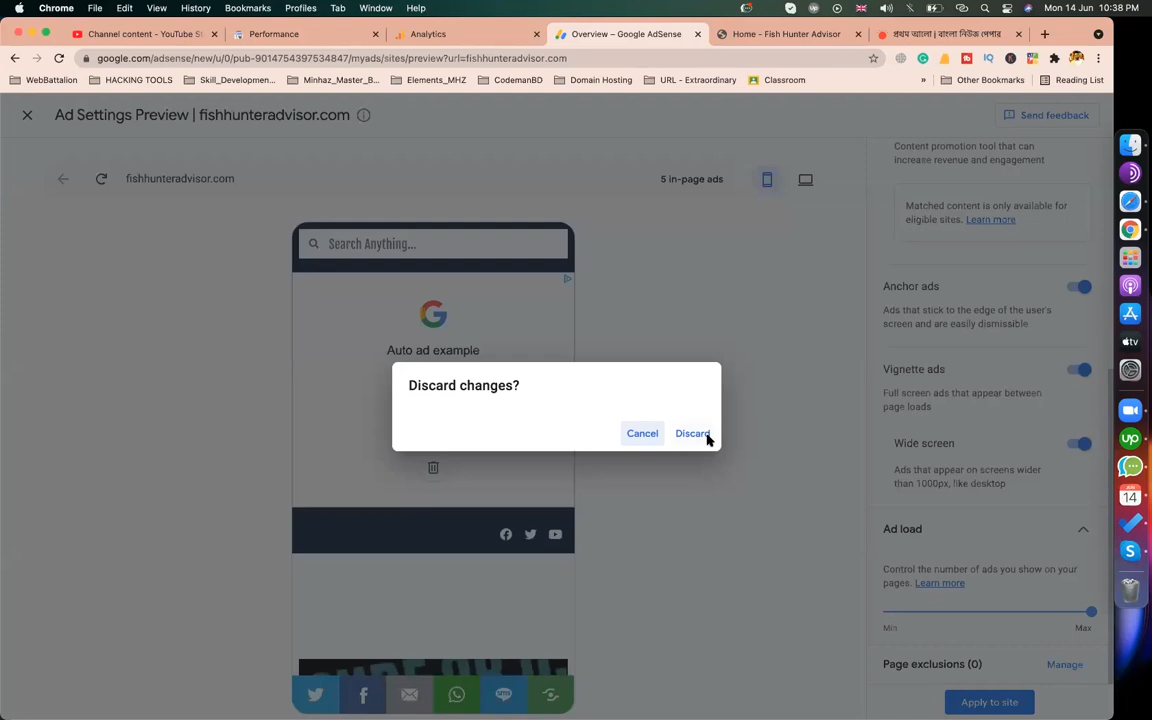 Chrome File Edit View History Bookmarks Profiles Tab Window Help Mon 14 Jun 10:38 PM
Channel content - YouTube St Performance Analytics Overview – Google AdSense Home - Fish Hunter Advisor প্রথম আলো | বাংলা নিউজ পেপার
google.com/adsense/new/u/0/pub-9014754397534847/myads/sites/preview?url=fishhunteradvisor.com
WebBattalion HACKING TOOLS Skill_Developmen... Minhaz_Master_B... Elements_MHZ CodemanBD Domain Hosting URL - Extraordinary Classroom » Other Bookmarks Reading List
Ad Settings Preview | fishhunteradvisor.com Send feedback
fishhunteradvisor.com 5 in-page ads
Search Anything...
Auto ad example
Discard changes?
Cancel Discard
Content promotion tool that can
increase revenue and engagement
Matched content is only available for
eligible sites. Learn more
Anchor ads
Ads that stick to the edge of the user's
screen and are easily dismissible
Vignette ads
Full screen ads that appear between
page loads
Wide screen
Ads that appear on screens wider
than 1000px, like desktop
Ad load
Control the number of ads you show on your
pages. Learn more
Min Max
Page exclusions (0) Manage
Apply to site
tv
up
14